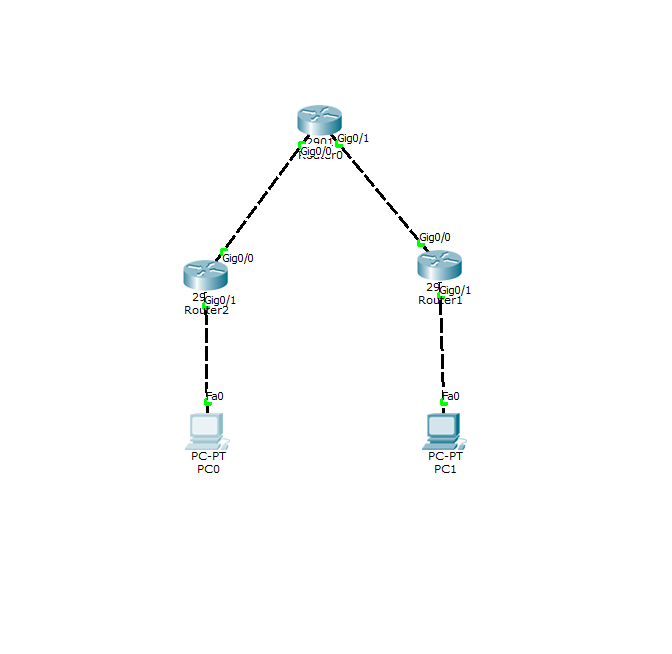 Gig0/1
2901
Gig0/0
Router0
Gig0/0
Gig0/0
29
Gig0/1
Router2
29
Gig0/1
Router1
Fa0
Fa0
PC-PT
PC0
PC-PT
PC1